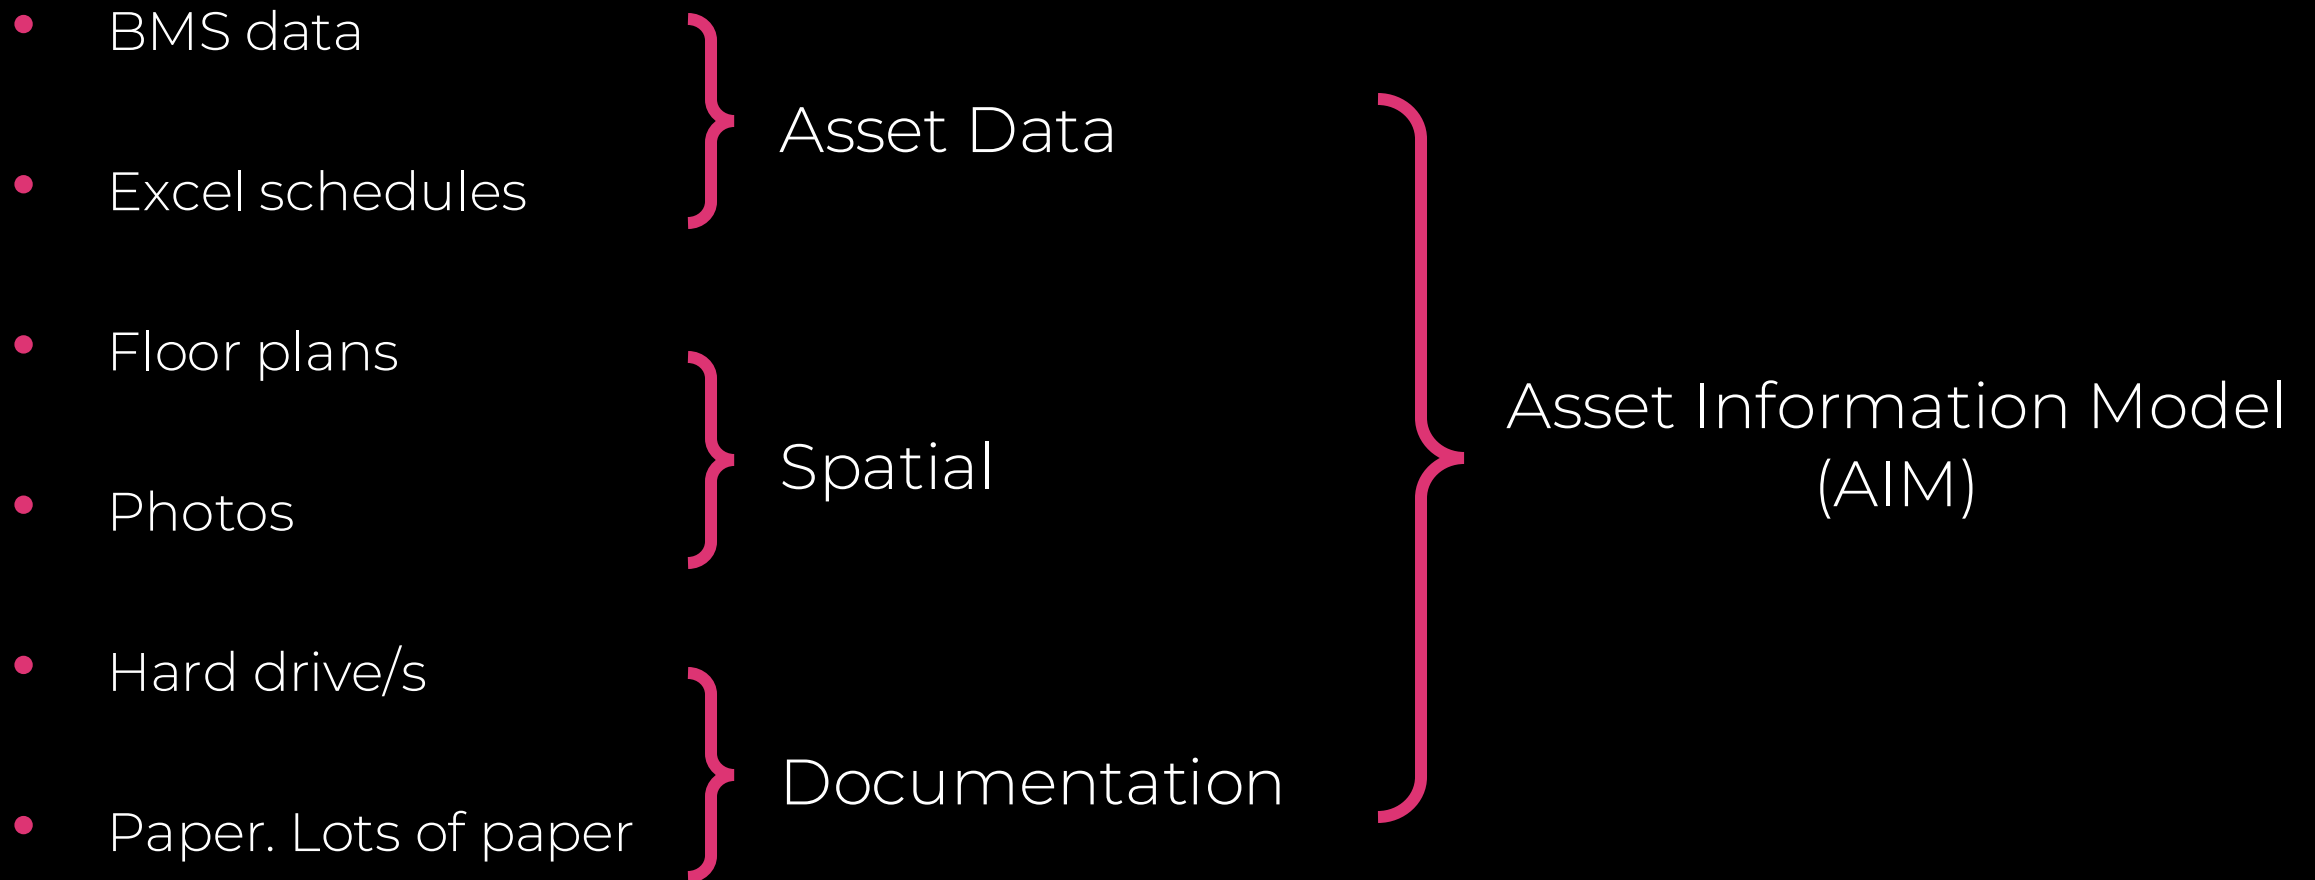 • BMS data
• Excel schedules
• Floor plans
• Photos
• Hard drive/s
• Paper. Lots of paper
Asset Data
Spatial
Documentation
Asset Information Model
(AIM)